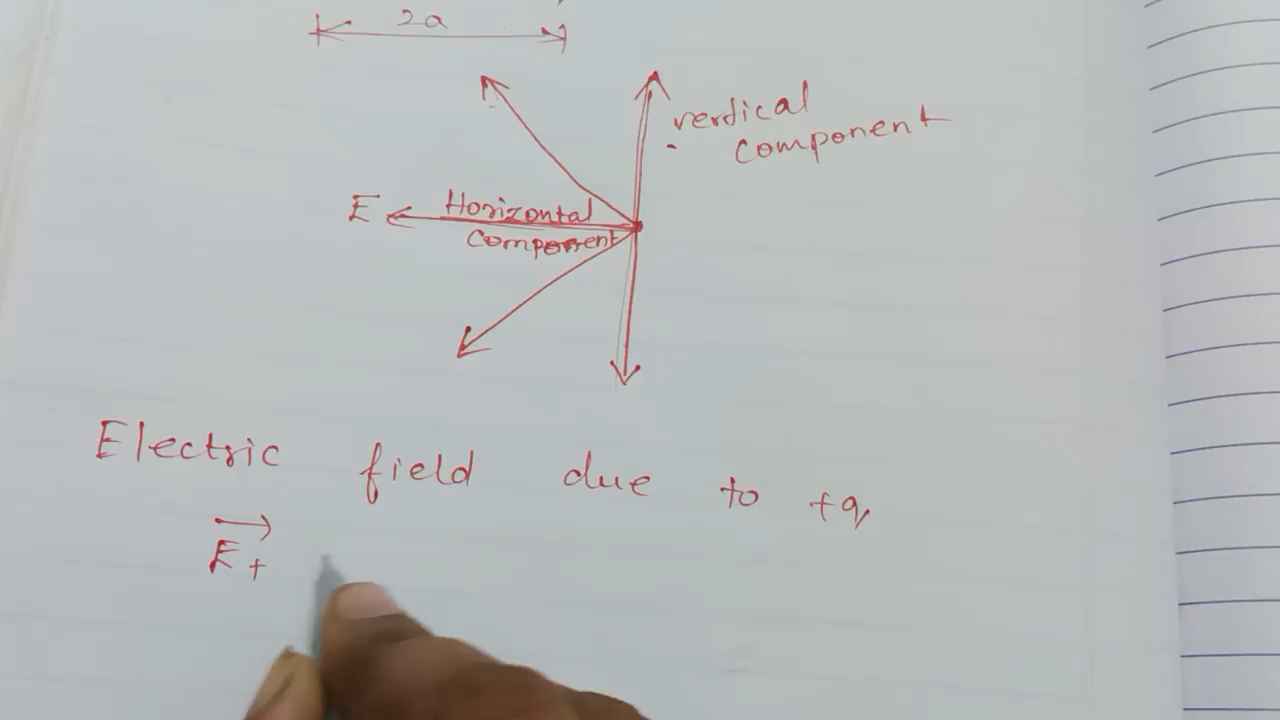 2a
vertical
component
E Horizontal
Component
Electric field due to +q
E+